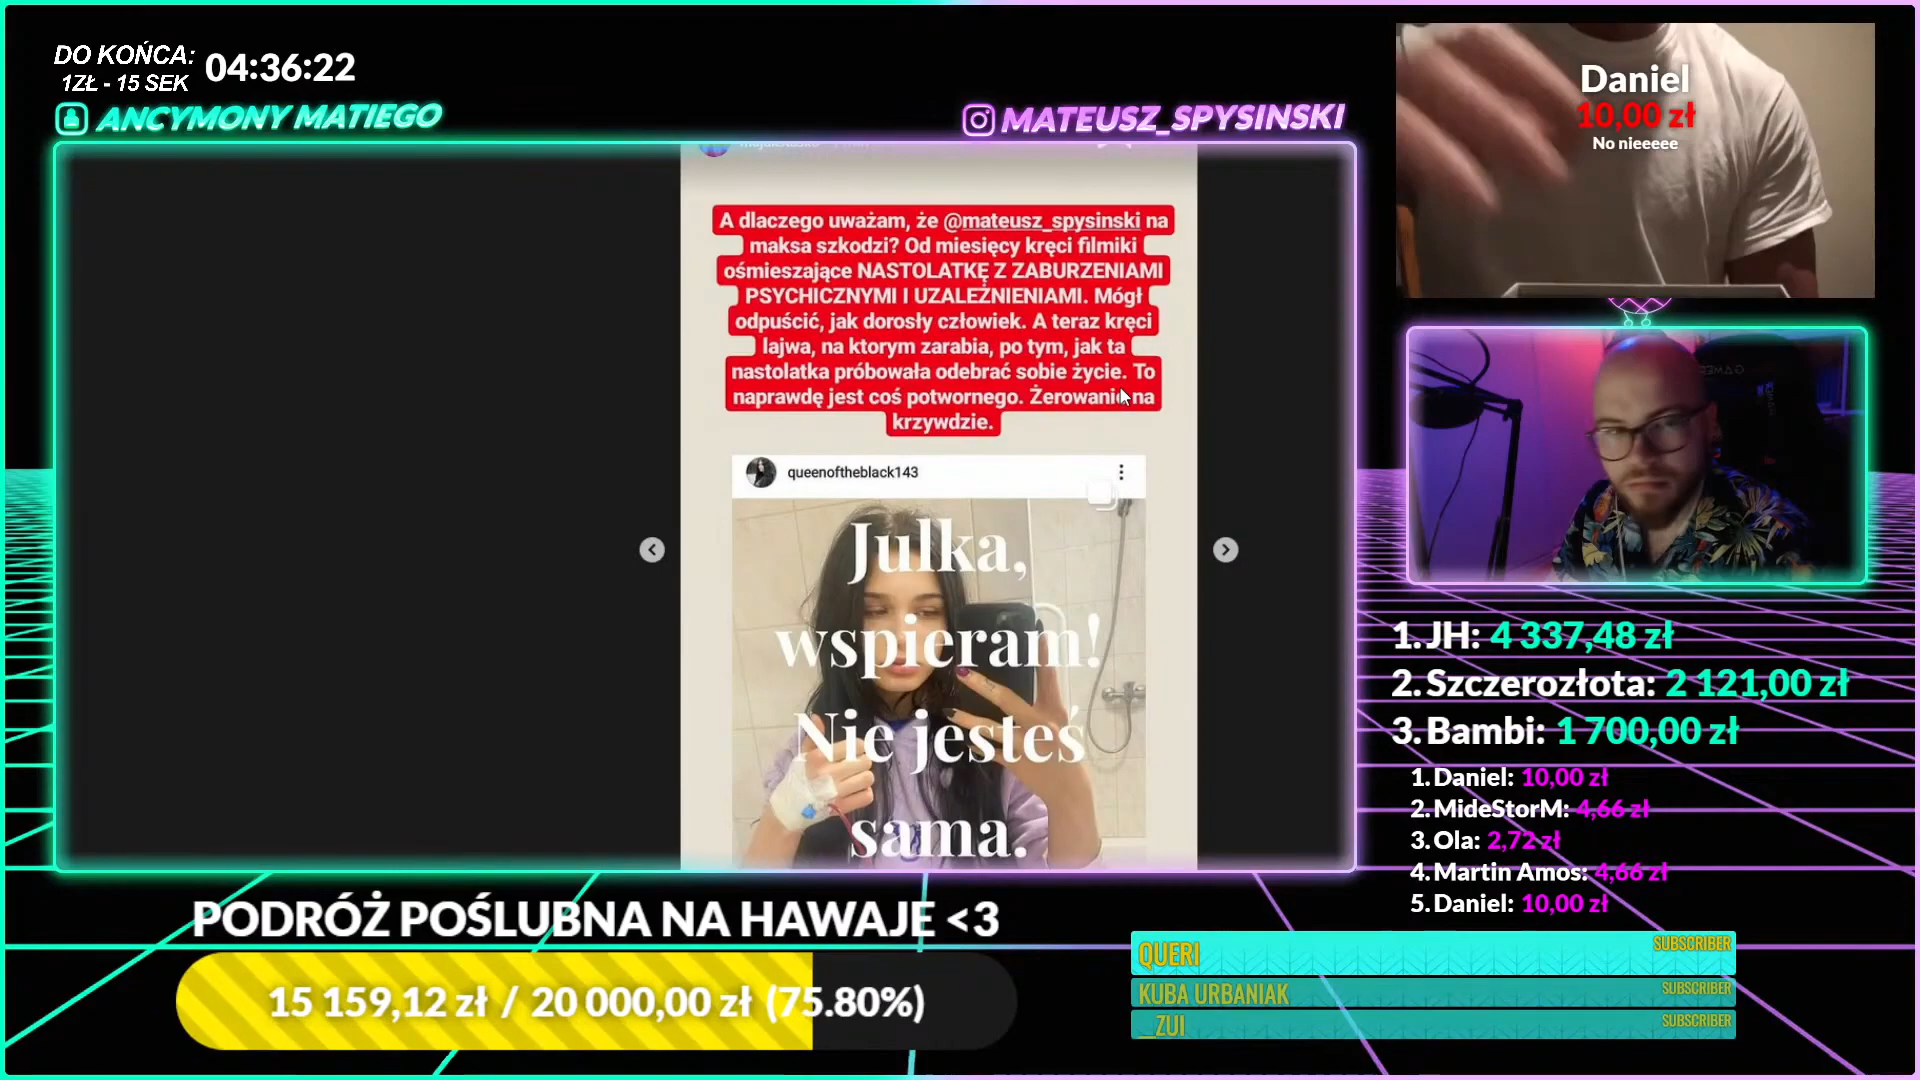 DO KOŃCA:
1ZŁ - 15 SEK
04:36:22
ANCYMONY MATIEGO
MATEUSZ_SPYSINSKI
A dlaczego uważam, że @mateusz_spysinski na
maksa szkodzi? Od miesięcy kręci filmiki
ośmieszające NASTOLATKĘ Z ZABURZENIAMI
PSYCHICZNYMI I UZALEŻNIENIAMI. Mógł
odpuścić, jak dorosły człowiek. A teraz kręci
lajwa, na ktorym zarabia, po tym, jak ta
nastolatka próbowała odebrać sobie życie. To
naprawdę jest coś potwornego. Żerowanie na
krzywdzie.
queenoftheblack143
Julka,
wspieram!
Nie jesteś
sama.
Daniel
10,00 zł
No nieeeee
1. JH: 4 337,48 zł
2. Szczerozłota: 2 121,00 zł
3. Bambi: 1 700,00 zł
1. Daniel: 10,00 zł
2. MideStorM: 4,66 zł
3. Ola: 2,72 zł
4. Martin Amos: 4,66 zł
5. Daniel: 10,00 zł
PODRÓŻ POŚLUBNA NA HAWAJE <3
15 159,12 zł / 20 000,00 zł (75.80%)
QUERI SUBSCRIBER
KUBA URBANIAK SUBSCRIBER
__ZUI SUBSCRIBER